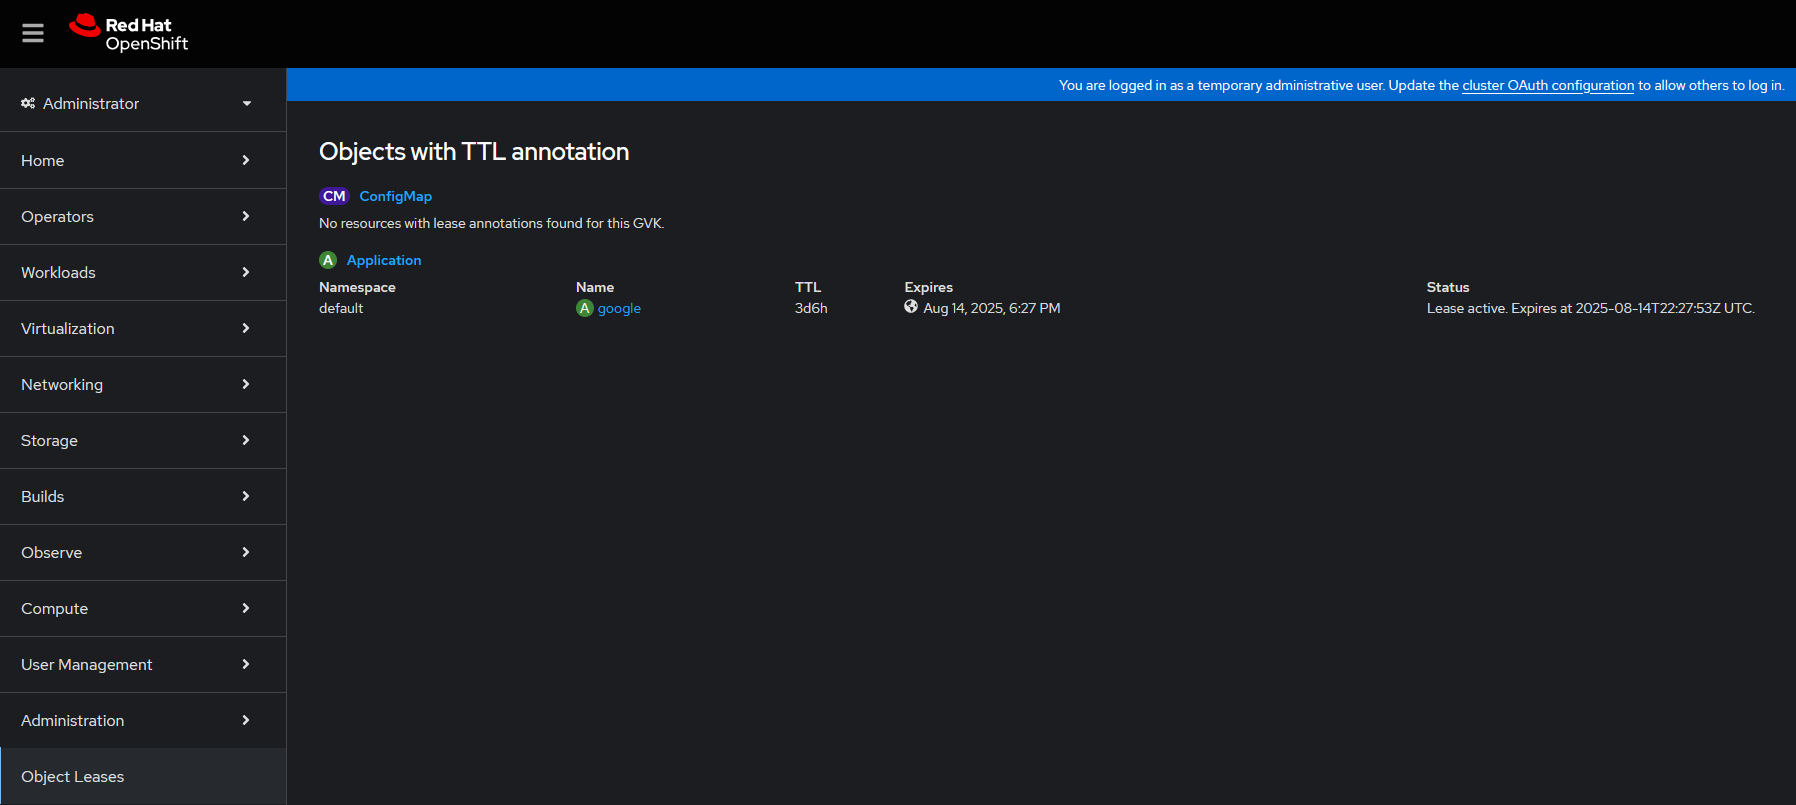 Red Hat
OpenShift
You are logged in as a temporary administrative user. Update the cluster OAuth configuration to allow others to log in.
Administrator
Home
Operators
Workloads
Virtualization
Networking
Storage
Builds
Observe
Compute
User Management
Administration
Object Leases
Objects with TTL annotation
CM ConfigMap
No resources with lease annotations found for this GVK.
A Application
Namespace Name TTL Expires Status
default A google 3d6h Aug 14, 2025, 6:27 PM Lease active. Expires at 2025-08-14T22:27:53Z UTC.